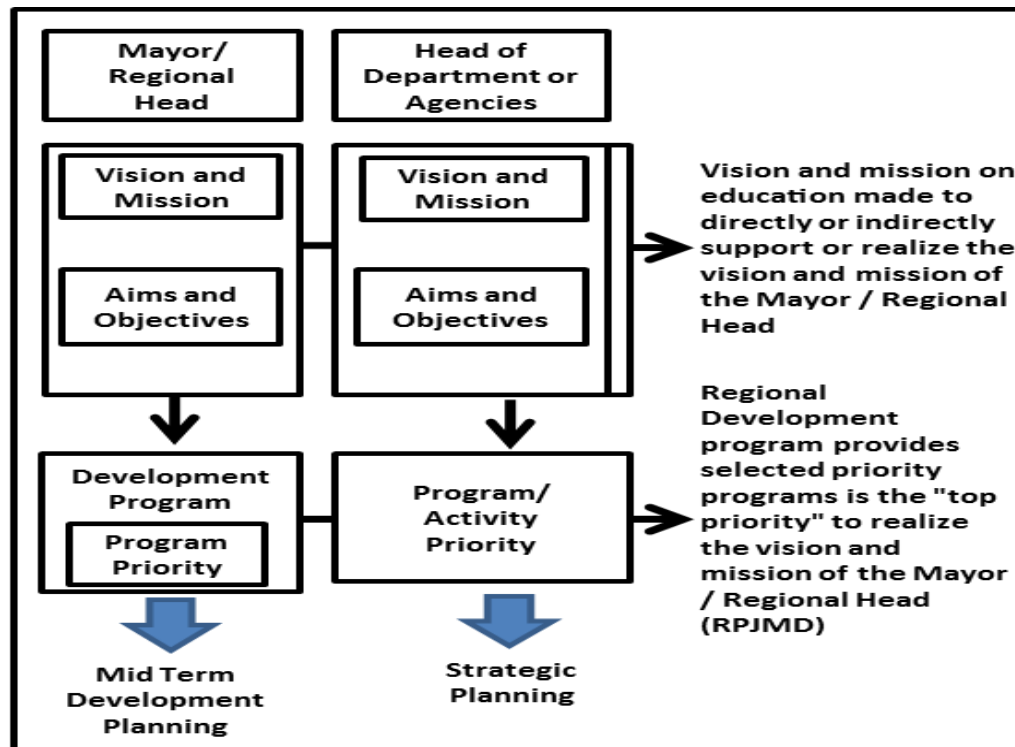 Mayor/
Regional
Head
Head of
Department or
Agencies
Vision and
Mission
Aims and
Objectives
Vision and
Mission
Aims and
Objectives
Vision and mission on
education made to
directly or indirectly
support or realize the
vision and mission of
the Mayor / Regional
Head
Development
Program
Program
Priority
Program/
Activity
Priority
Regional
Development
program provides
selected priority
programs is the "top
priority" to realize
the vision and
mission of the Mayor
/ Regional Head
(RPJMD)
Mid Term
Development
Planning
Strategic
Planning